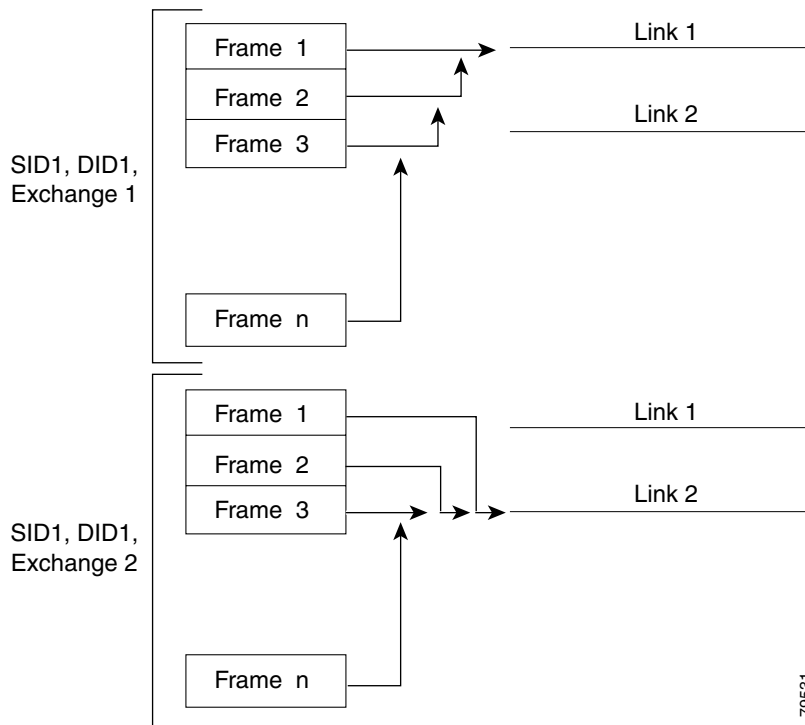 Frame 1
Link 1
Frame 2
Link 2
Frame 3
SID1, DID1,
Exchange 1
Frame n
Frame 1
Link 1
Frame 2
Link 2
Frame 3
SID1, DID1,
Exchange 2
Frame n
79531